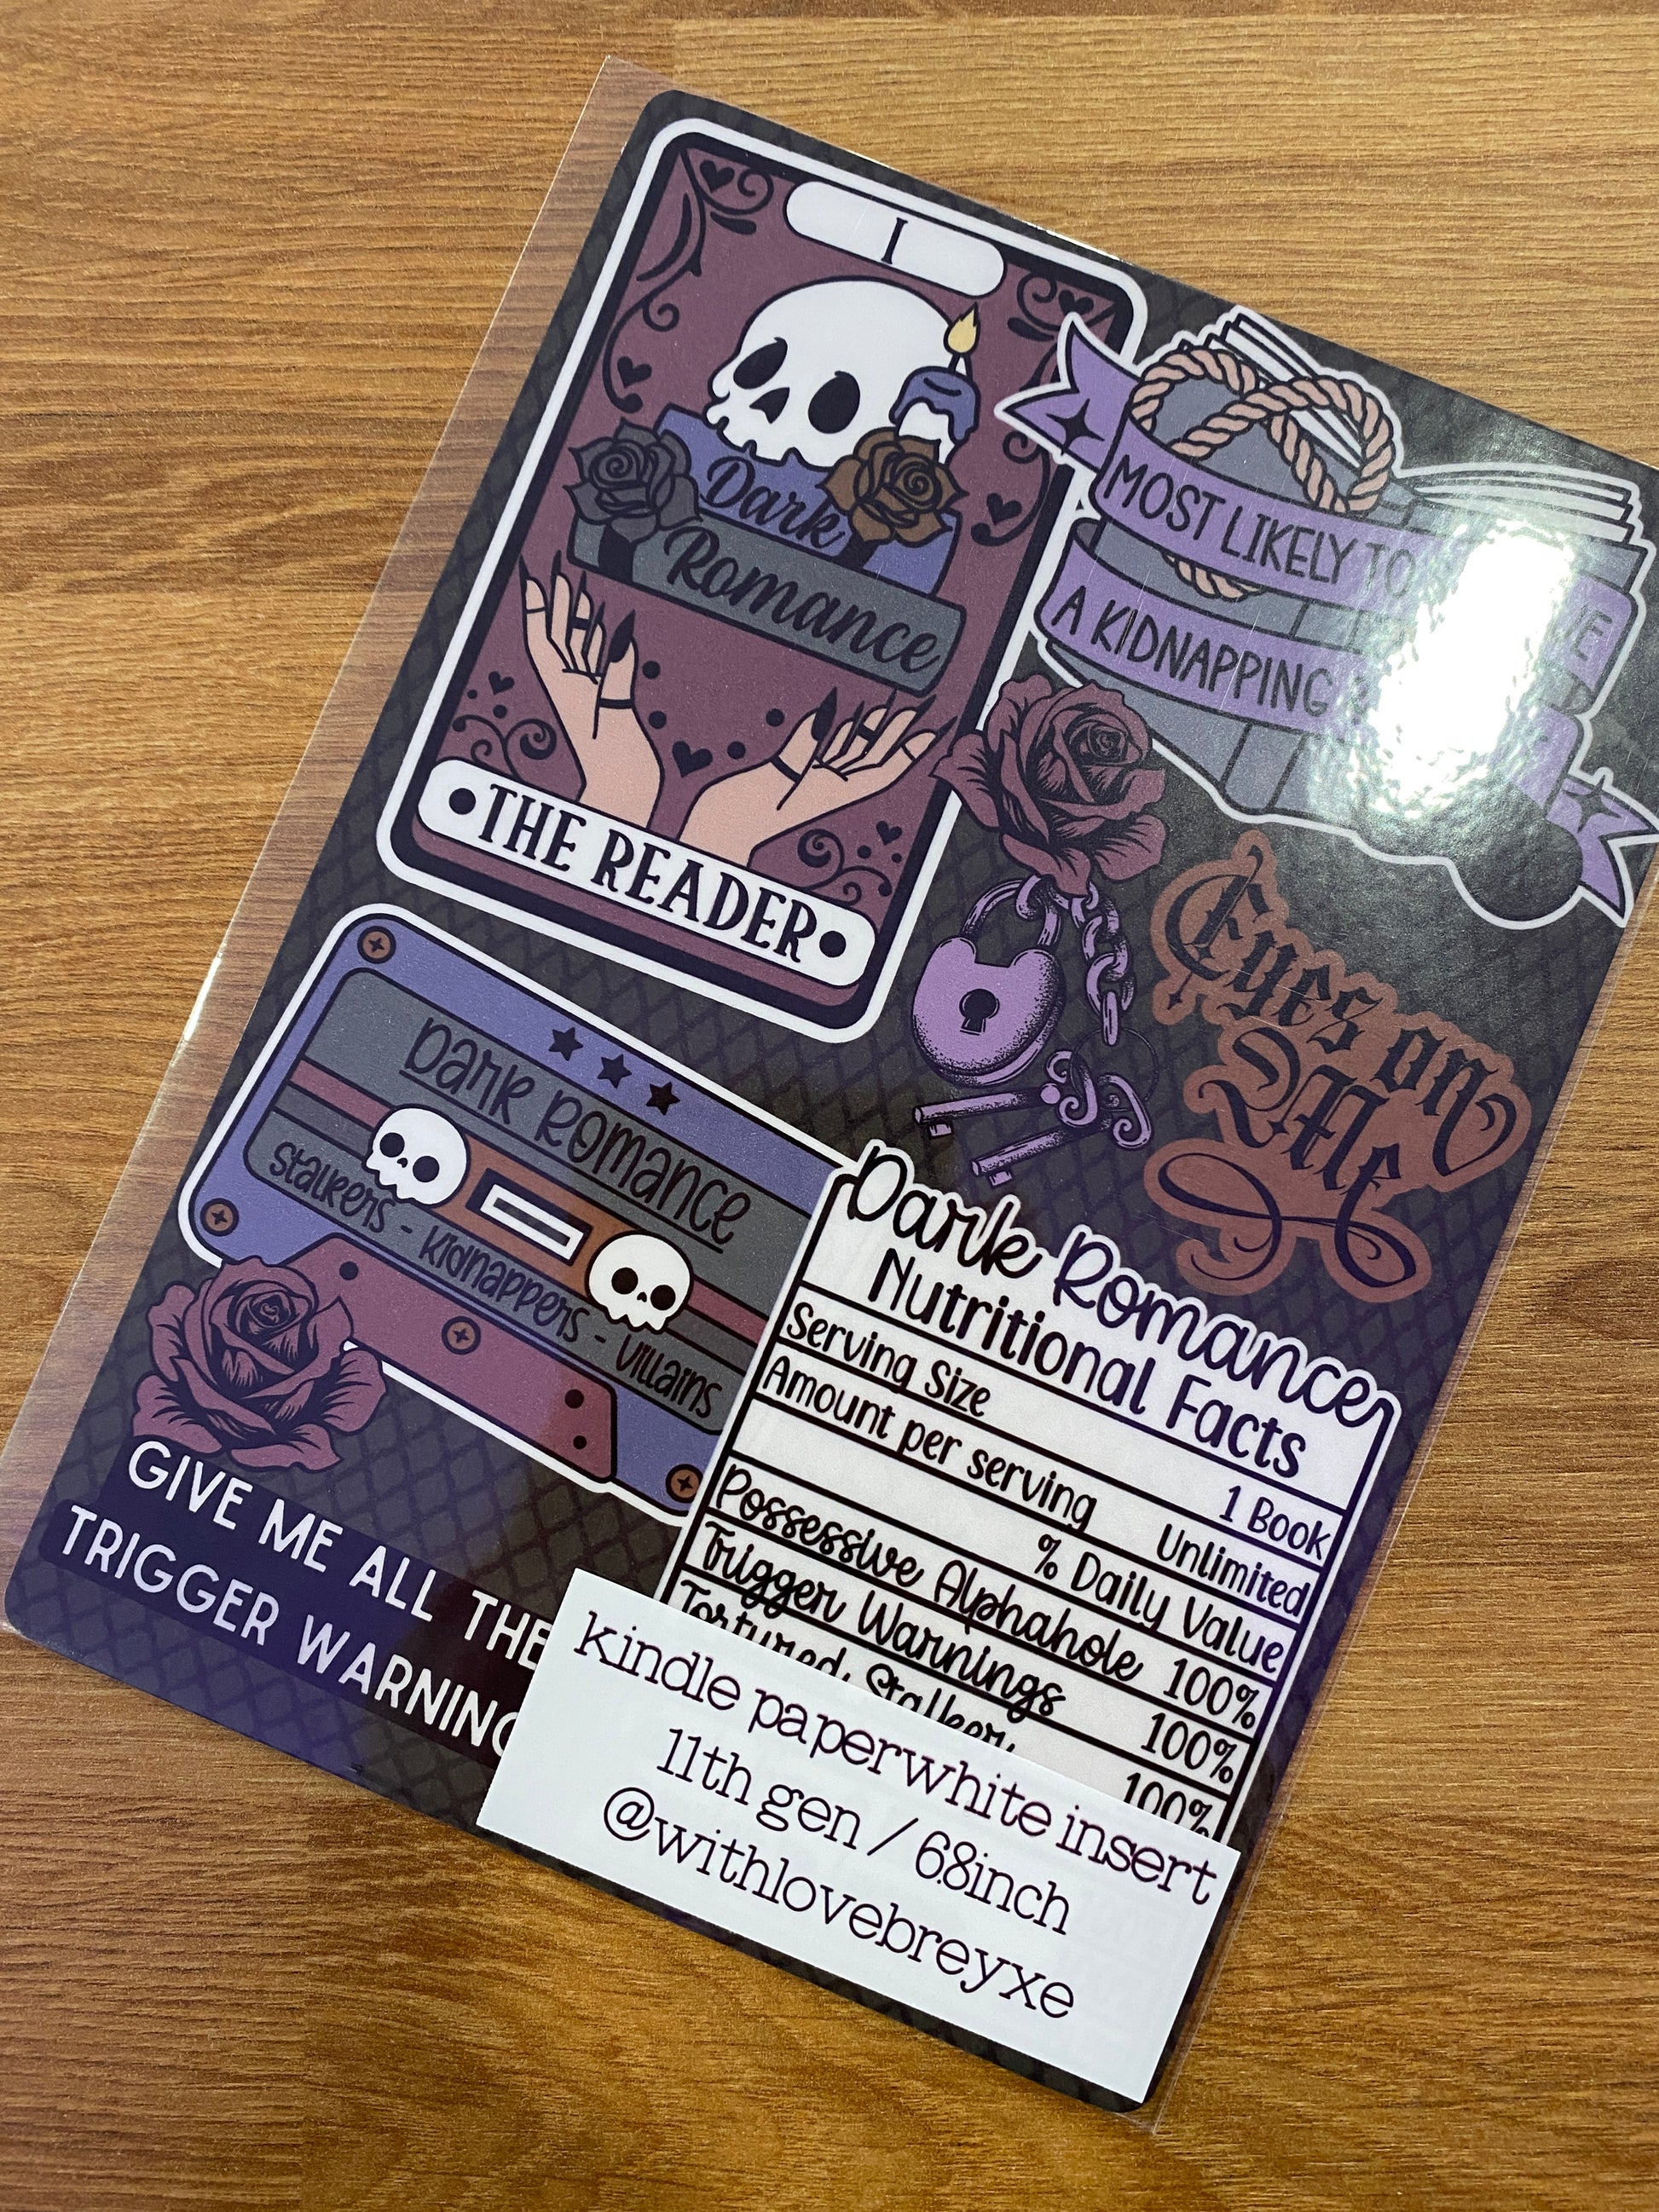 I
Dark
Romance
THE READER
MOST LIKELY TO
A KIDNAPPING
Eyes on
Me
DARK ROMANCE
stalkers - kidnappers - villains
Dark Romance
Nutritional Facts
Serving Size 1 Book
Amount per serving Unlimited
% Daily Value
Possessive Alphahole 100%
Trigger Warnings 100%
Tortured Stalker 100%
GIVE ME ALL THE
TRIGGER WARNING
kindle paperwhite insert
11th gen / 6.8inch
@withlovebreyxe